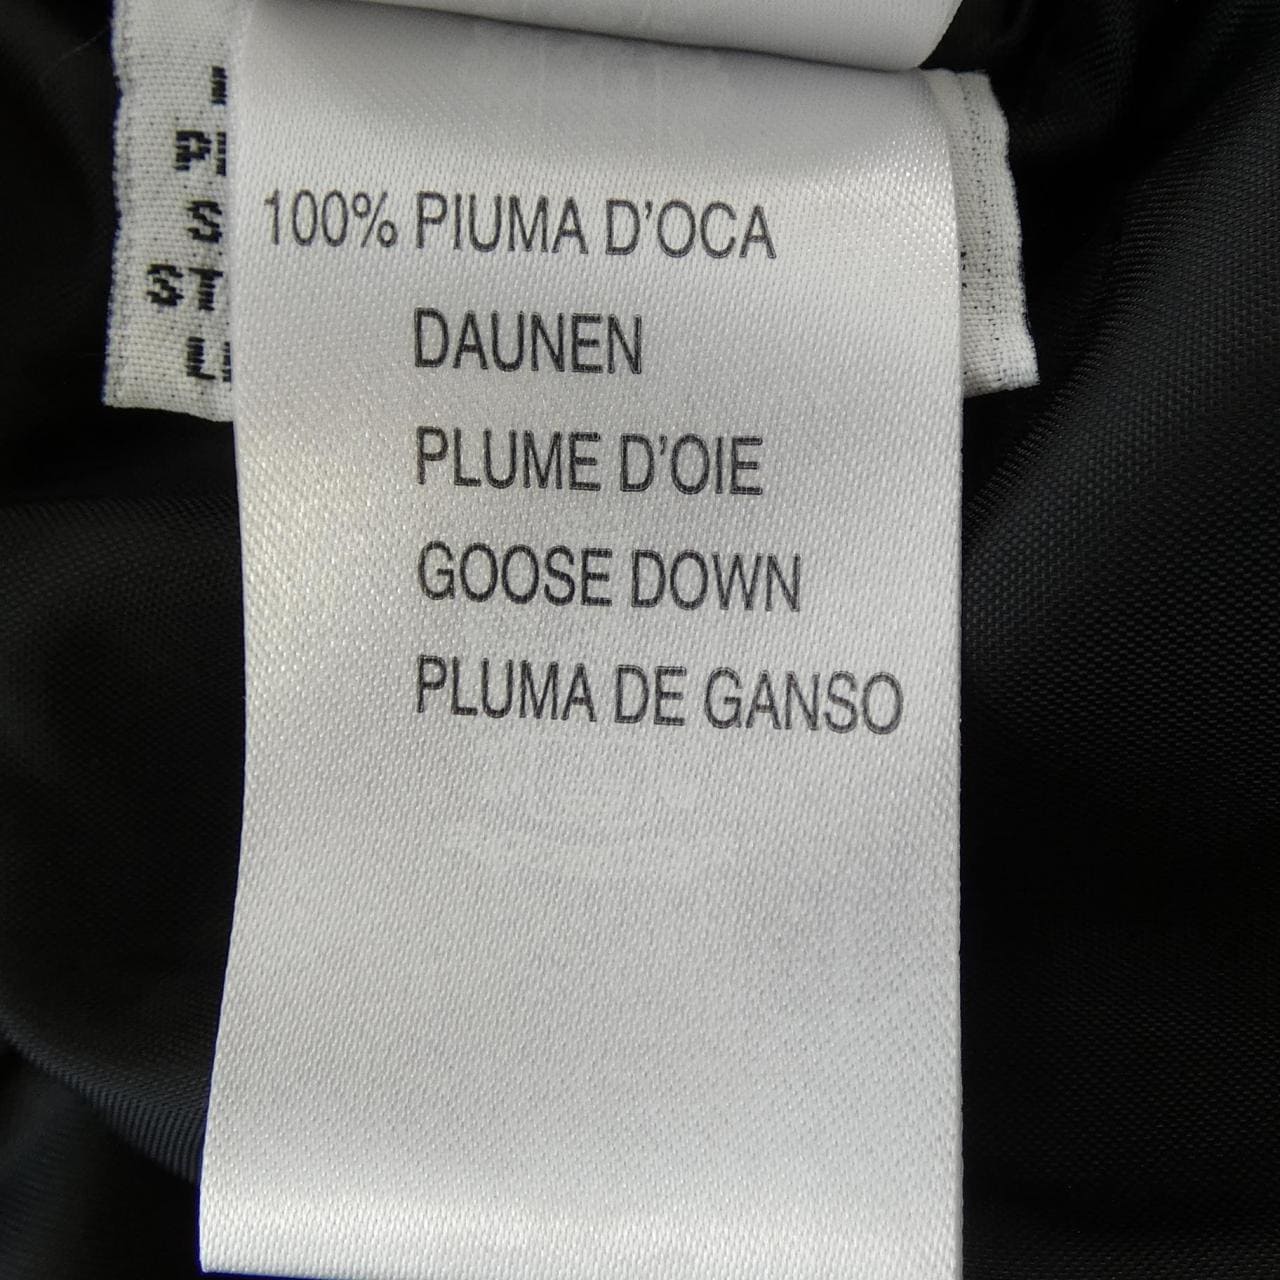 100% PIUMA D'OCA
DAUNEN
PLUME D'OIE
GOOSE DOWN
PLUMA DE GANSO